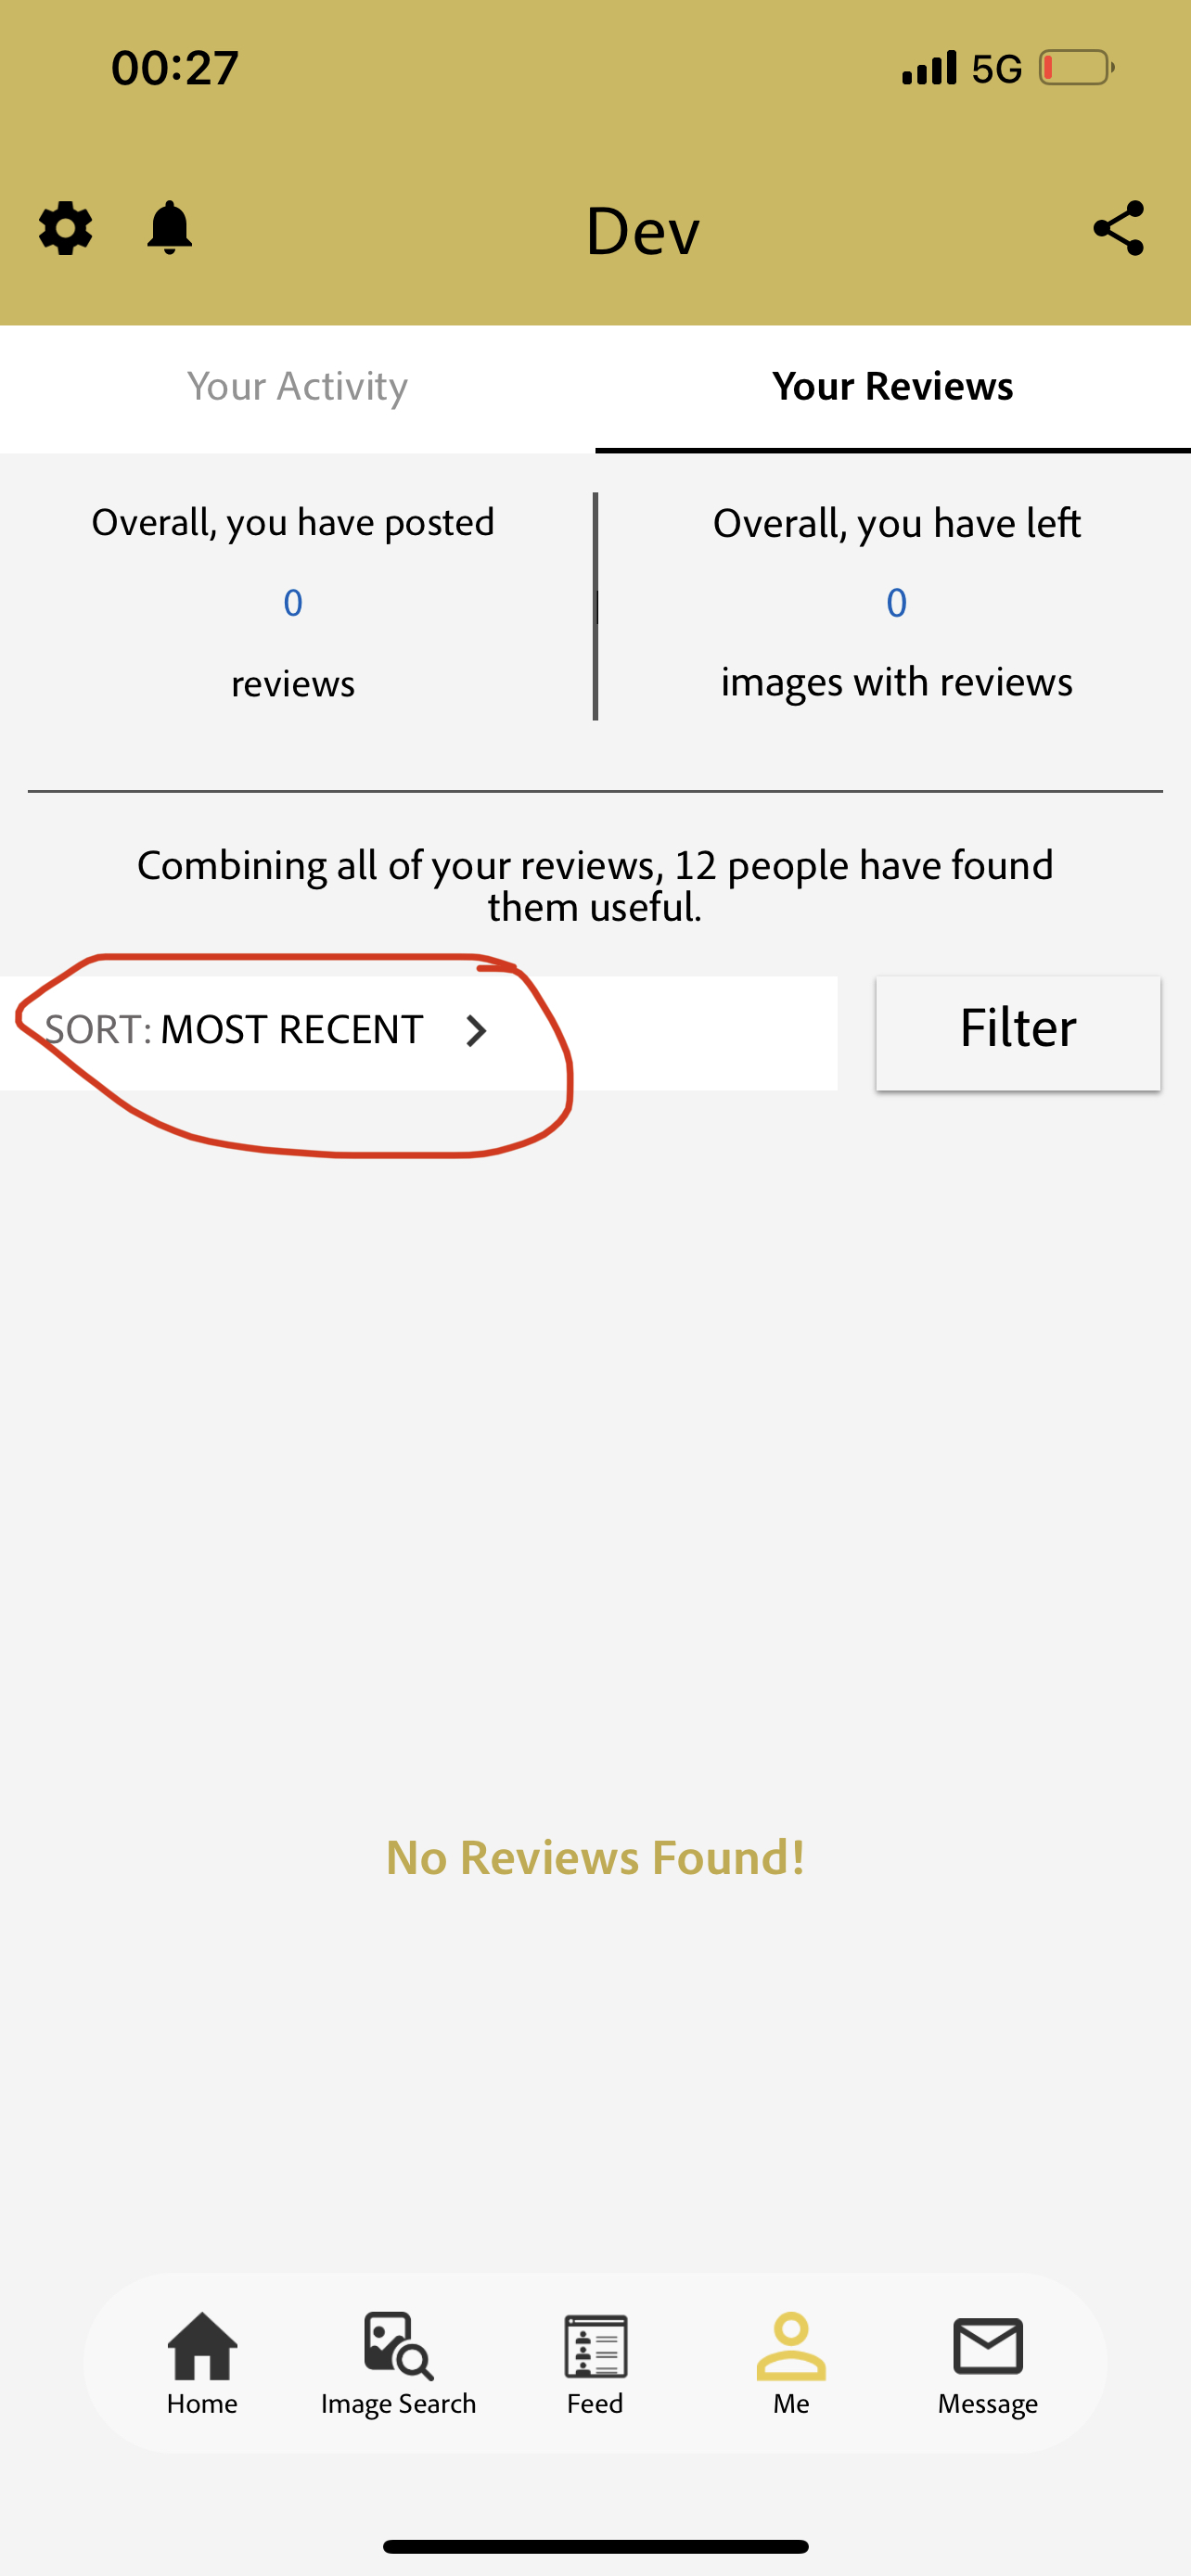 00:27 5G
Dev
Your Activity Your Reviews
Overall, you have posted Overall, you have left
0 0
reviews images with reviews
Combining all of your reviews, 12 people have found
them useful.
SORT: MOST RECENT Filter
No Reviews Found!
Home Image Search Feed Me Message